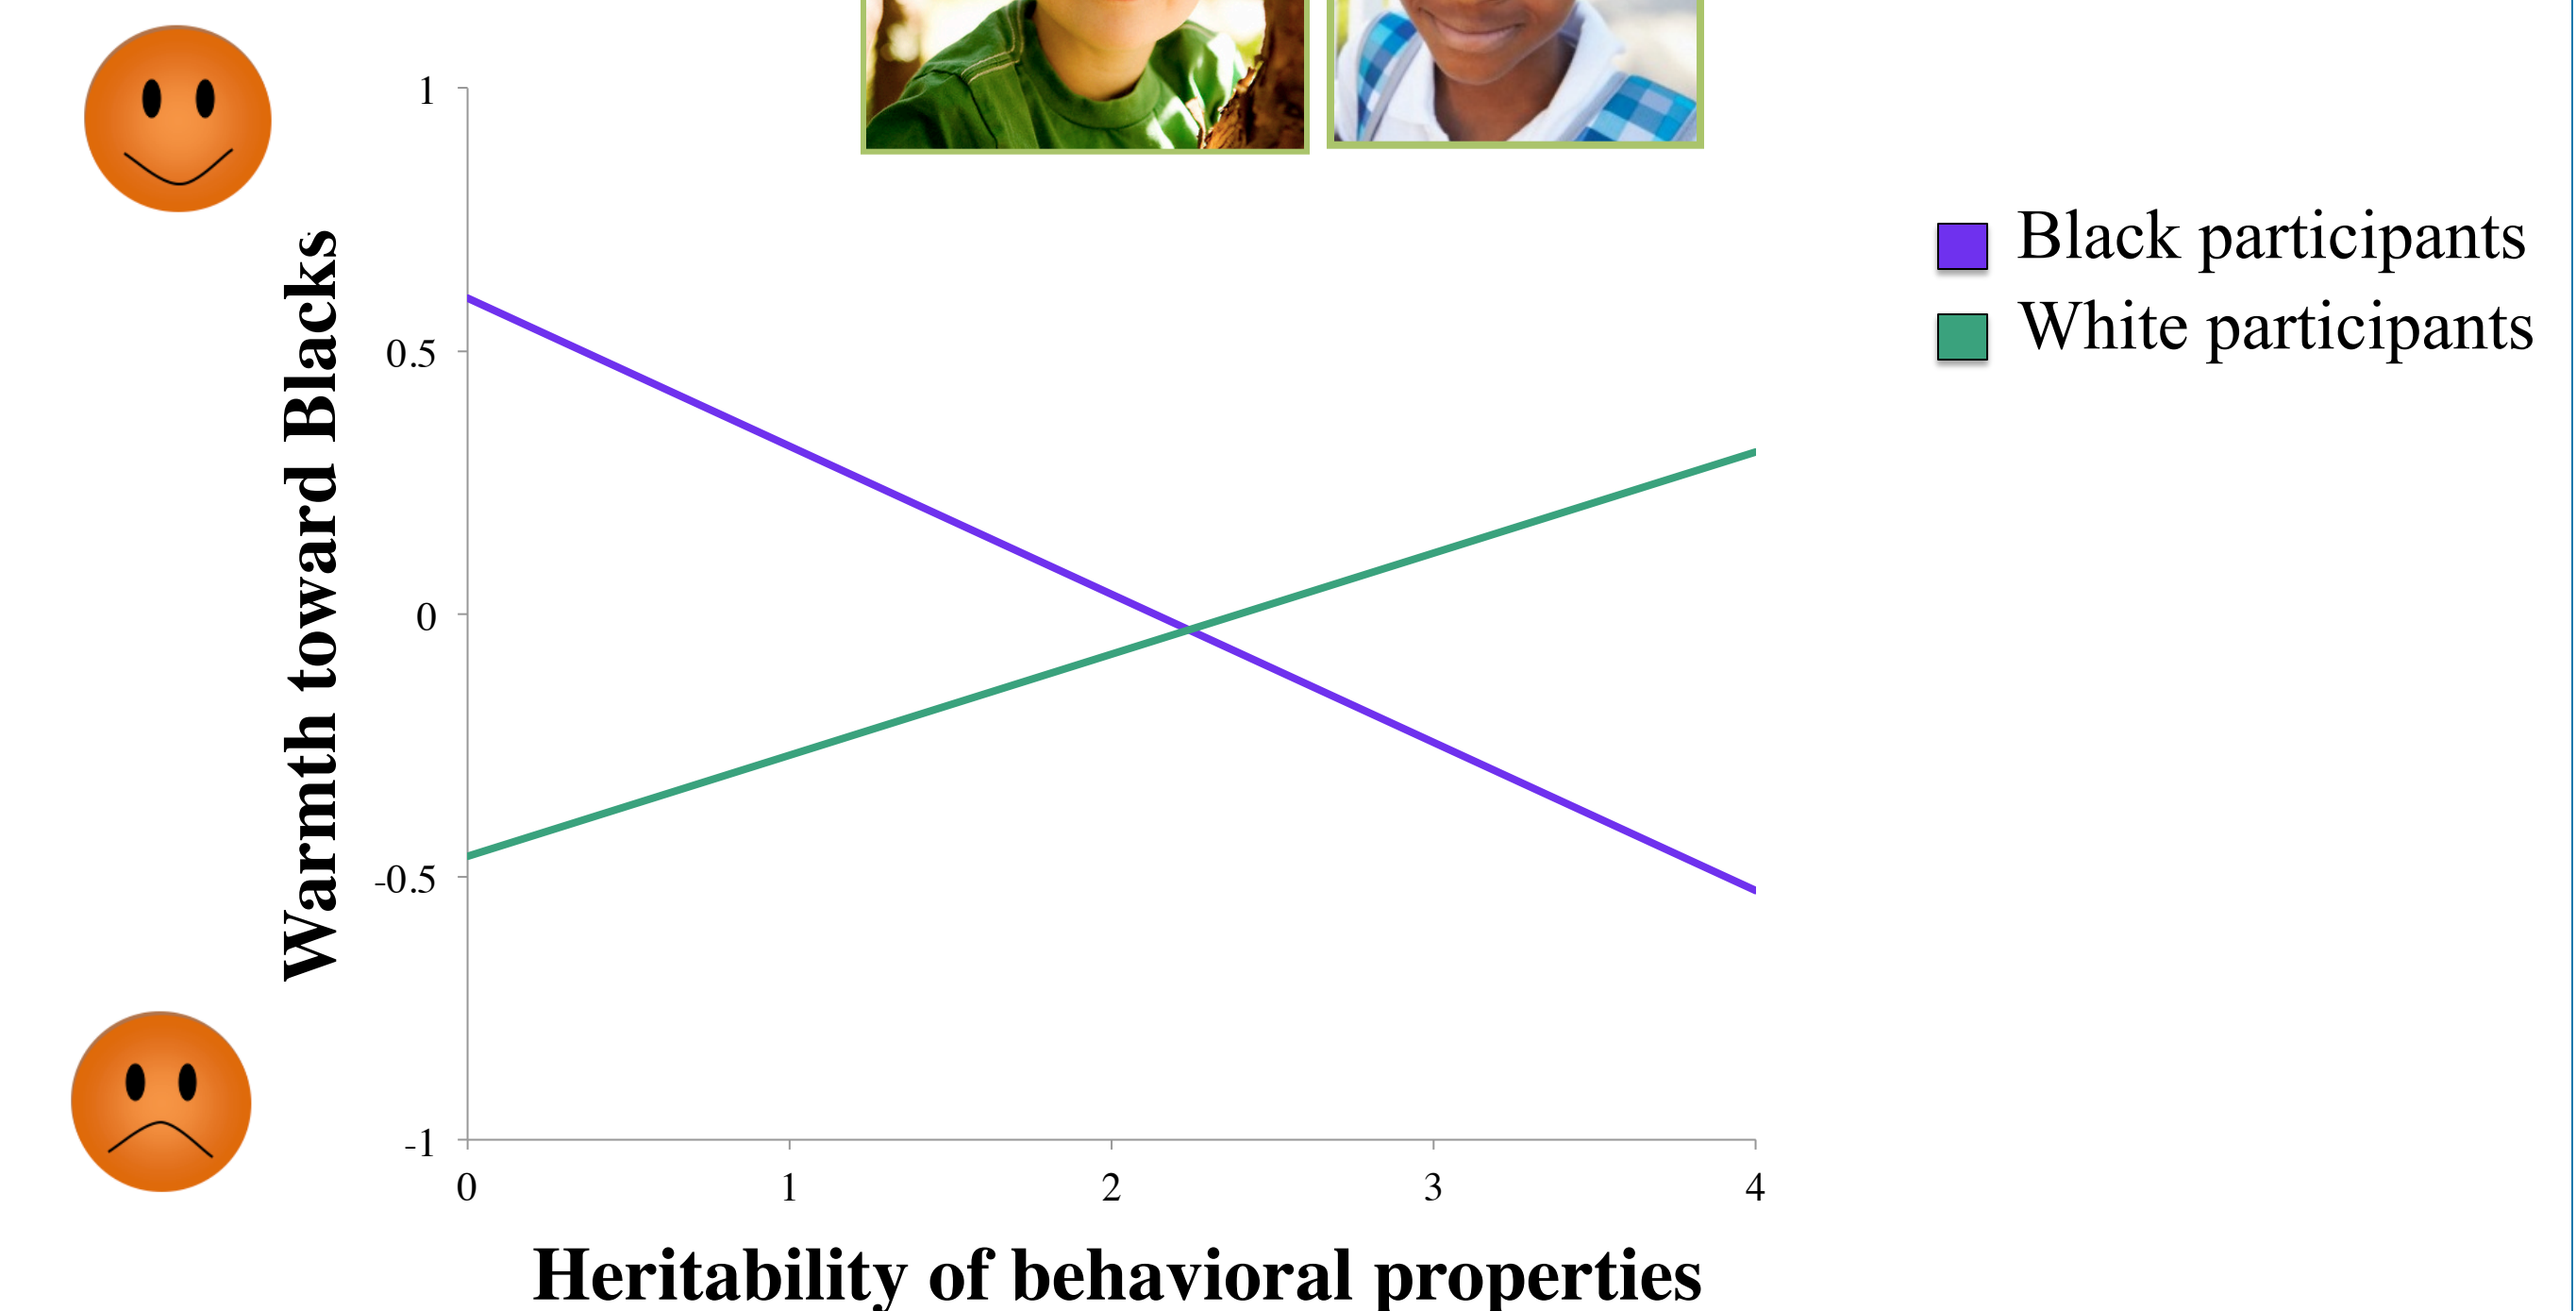 1
0.5
0
-0.5
-1
Warmth toward Blacks
0
1
2
3
4
Heritability of behavioral properties
Black participants
White participants